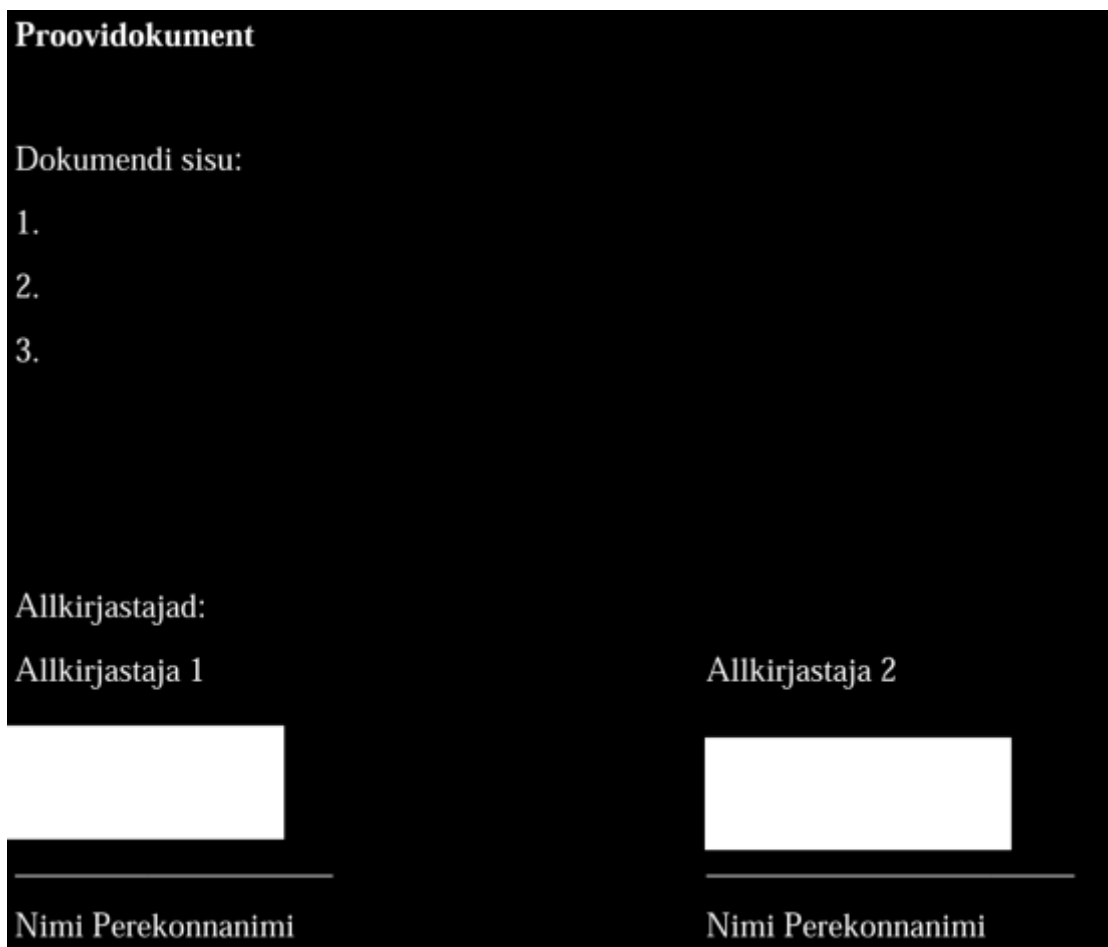 Proovidokument
Dokumendi sisu:
1.
2.
3.
Allkirjastajad:
Allkirjastaja 1 Allkirjastaja 2
Nimi Perekonnanimi Nimi Perekonnanimi